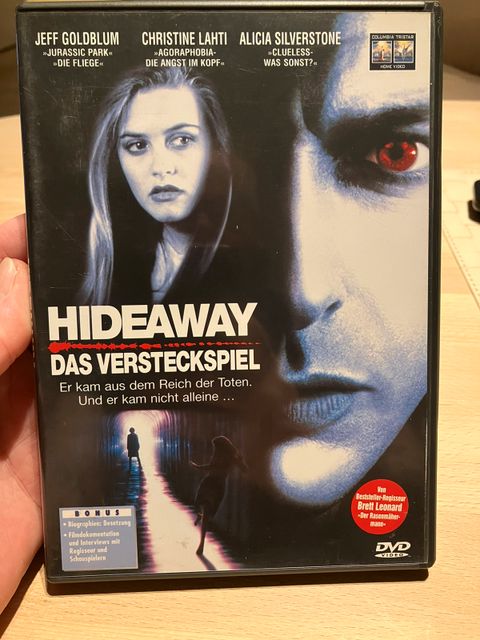 JEFF GOLDBLUM
»JURASSIC PARK«
»DIE FLIEGE«
CHRISTINE LAHTI
»AGORAPHOBIA-
DIE ANGST IM KOPF«
ALICIA SILVERSTONE
»CLUELESS-
WAS SONST?«
COLUMBIA TRISTAR
HOME VIDEO
HIDEAWAY
DAS VERSTECKSPIEL
Er kam aus dem Reich der Toten.
Und er kam nicht alleine ...
BONUS
• Biographien: Besetzung
• Filmdokumentation
und Interviews mit
Regisseur und
Schauspielern
Vom
Bestseller-Regisseur
Brett Leonard
»Der Rasenmäher-
mann«
DVD
VIDEO